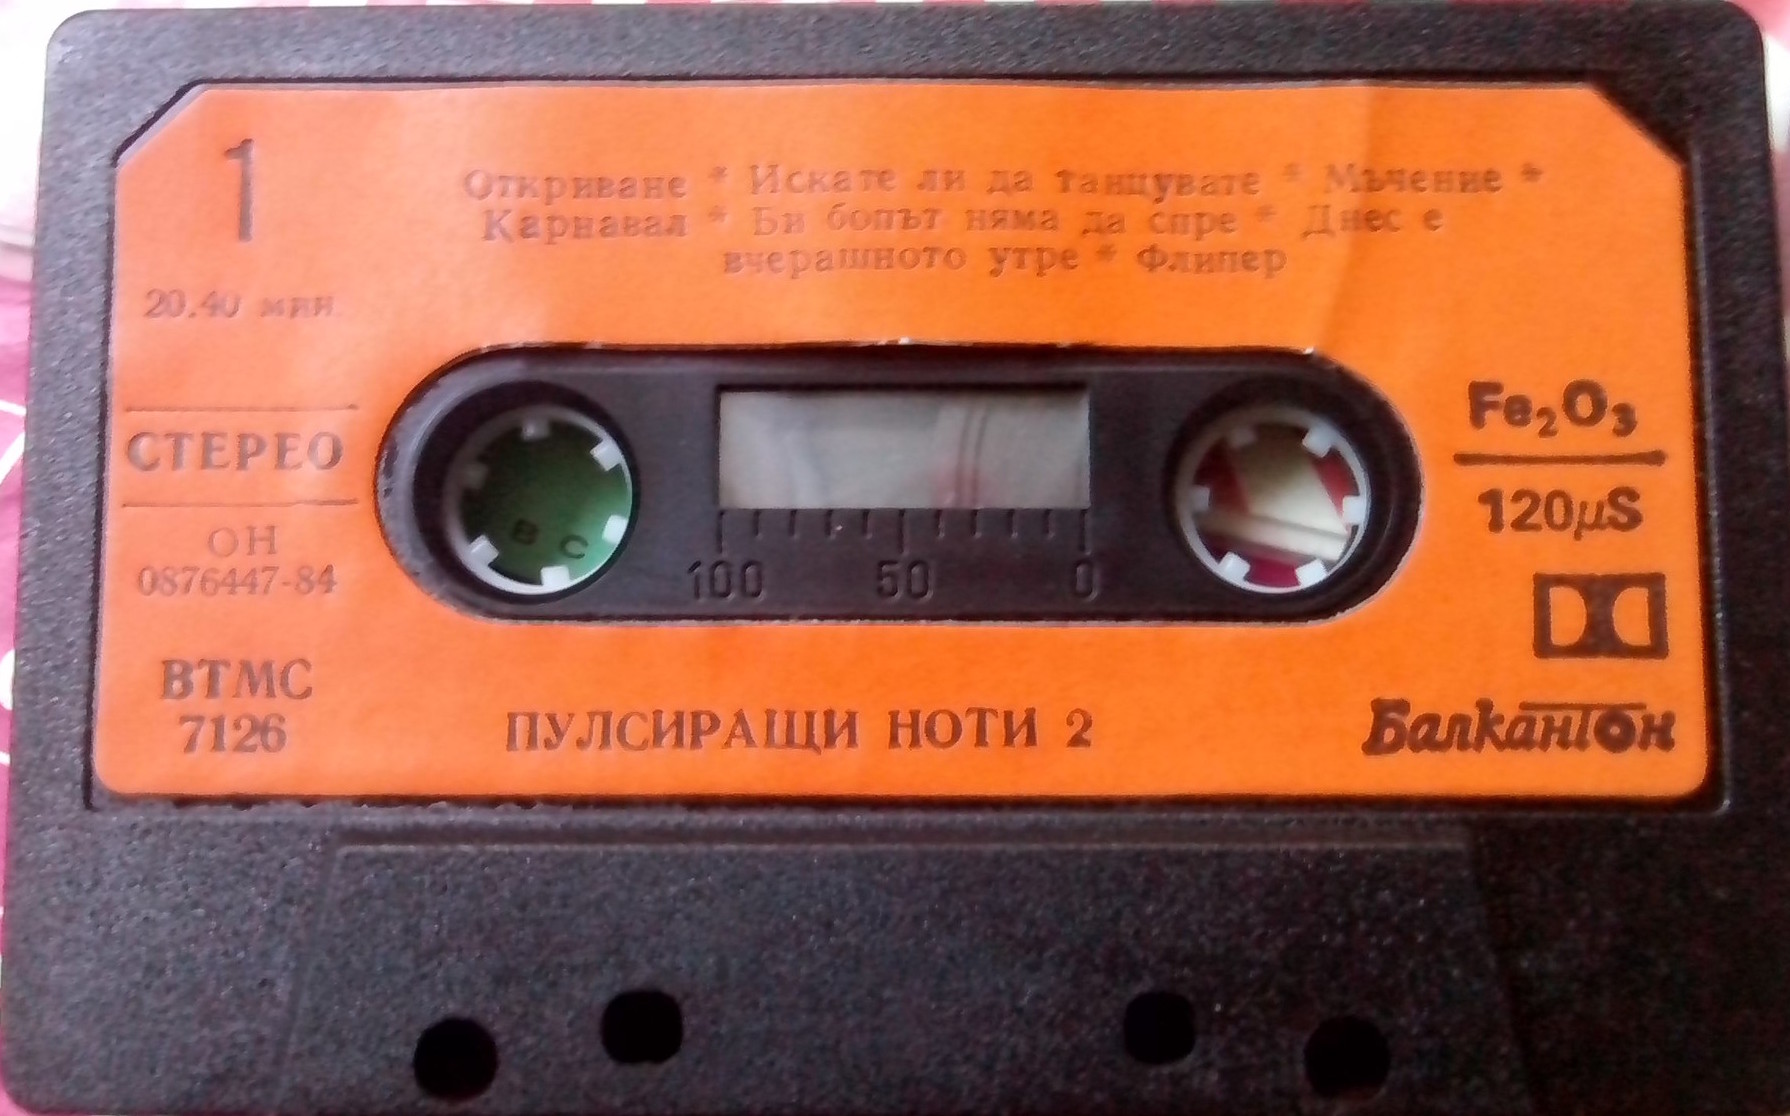 1
Откриване * Искате ли да танцувате * Мъчение *
Карнавал * Би бопът няма да спре * Днес е
вчерашното утре * Флипер
20.40 мин.
СТЕРЕО
ОН
0876447-84
ВТМС
7126
B C
100 50 0
Fe₂O₃
120μS
ПУЛСИРАЩИ НОТИ 2
Балкантон